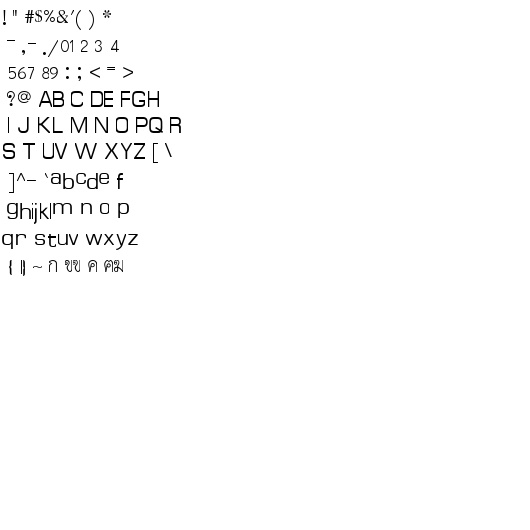 ! " #$%&'( ) *
¯ ,- ./01 2 3 4
567 89 : ; < = >
?@ AB C DE FGH
I J KL M N O PQ R
S T UV W XYZ [ \
]^- `abcde f
ghijklm n o p
qr stuv wxyz
{ |} ~ ก ขฃ ค ฅฆ